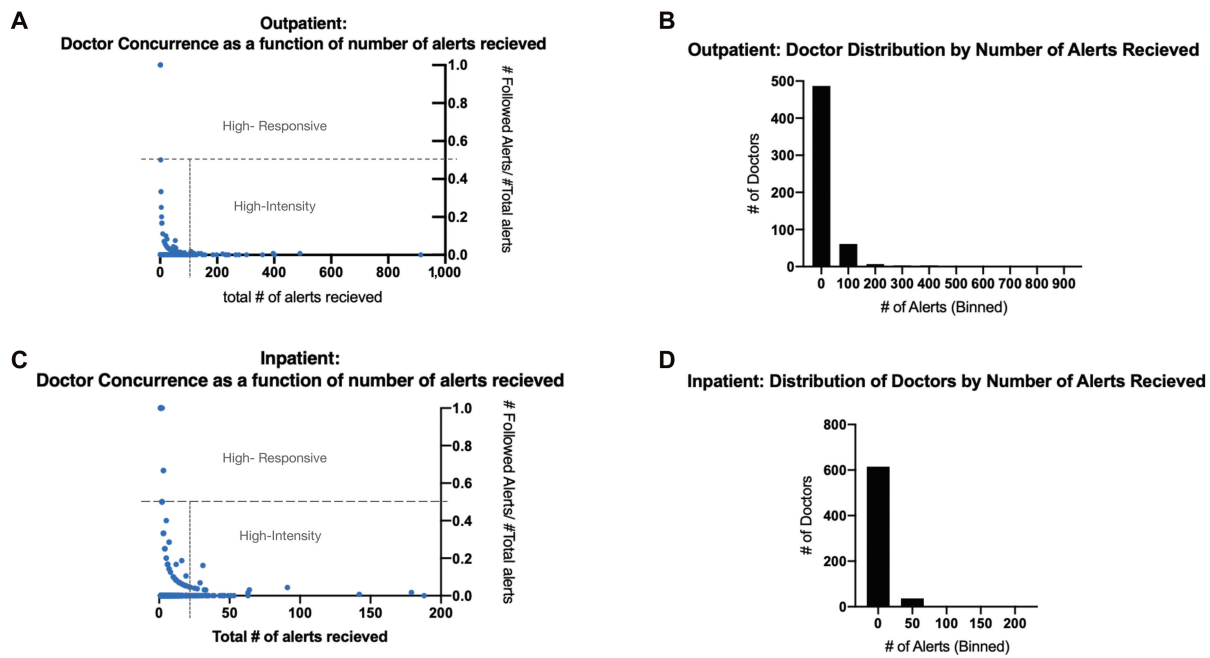 A
Outpatient:
Doctor Concurrence as a function of number of alerts recieved
1.0
0.8
0.6
0.4
0.2
0.0
# Followed Alerts/ #Total alerts
High- Responsive
High-Intensity
0 200 400 600 800 1,000
total # of alerts recieved
B
Outpatient: Doctor Distribution by Number of Alerts Recieved
# of Doctors
500
400
300
200
100
0
0 100 200 300 400 500 600 700 800 900
# of Alerts (Binned)
C
Inpatient:
Doctor Concurrence as a function of number of alerts recieved
1.0
0.8
0.6
0.4
0.2
0.0
# Followed Alerts/ #Total alerts
High- Responsive
High-Intensity
0 50 100 150 200
Total # of alerts recieved
D
Inpatient: Distribution of Doctors by Number of Alerts Recieved
# of Doctors
800
600
400
200
0
0 50 100 150 200
# of Alerts (Binned)